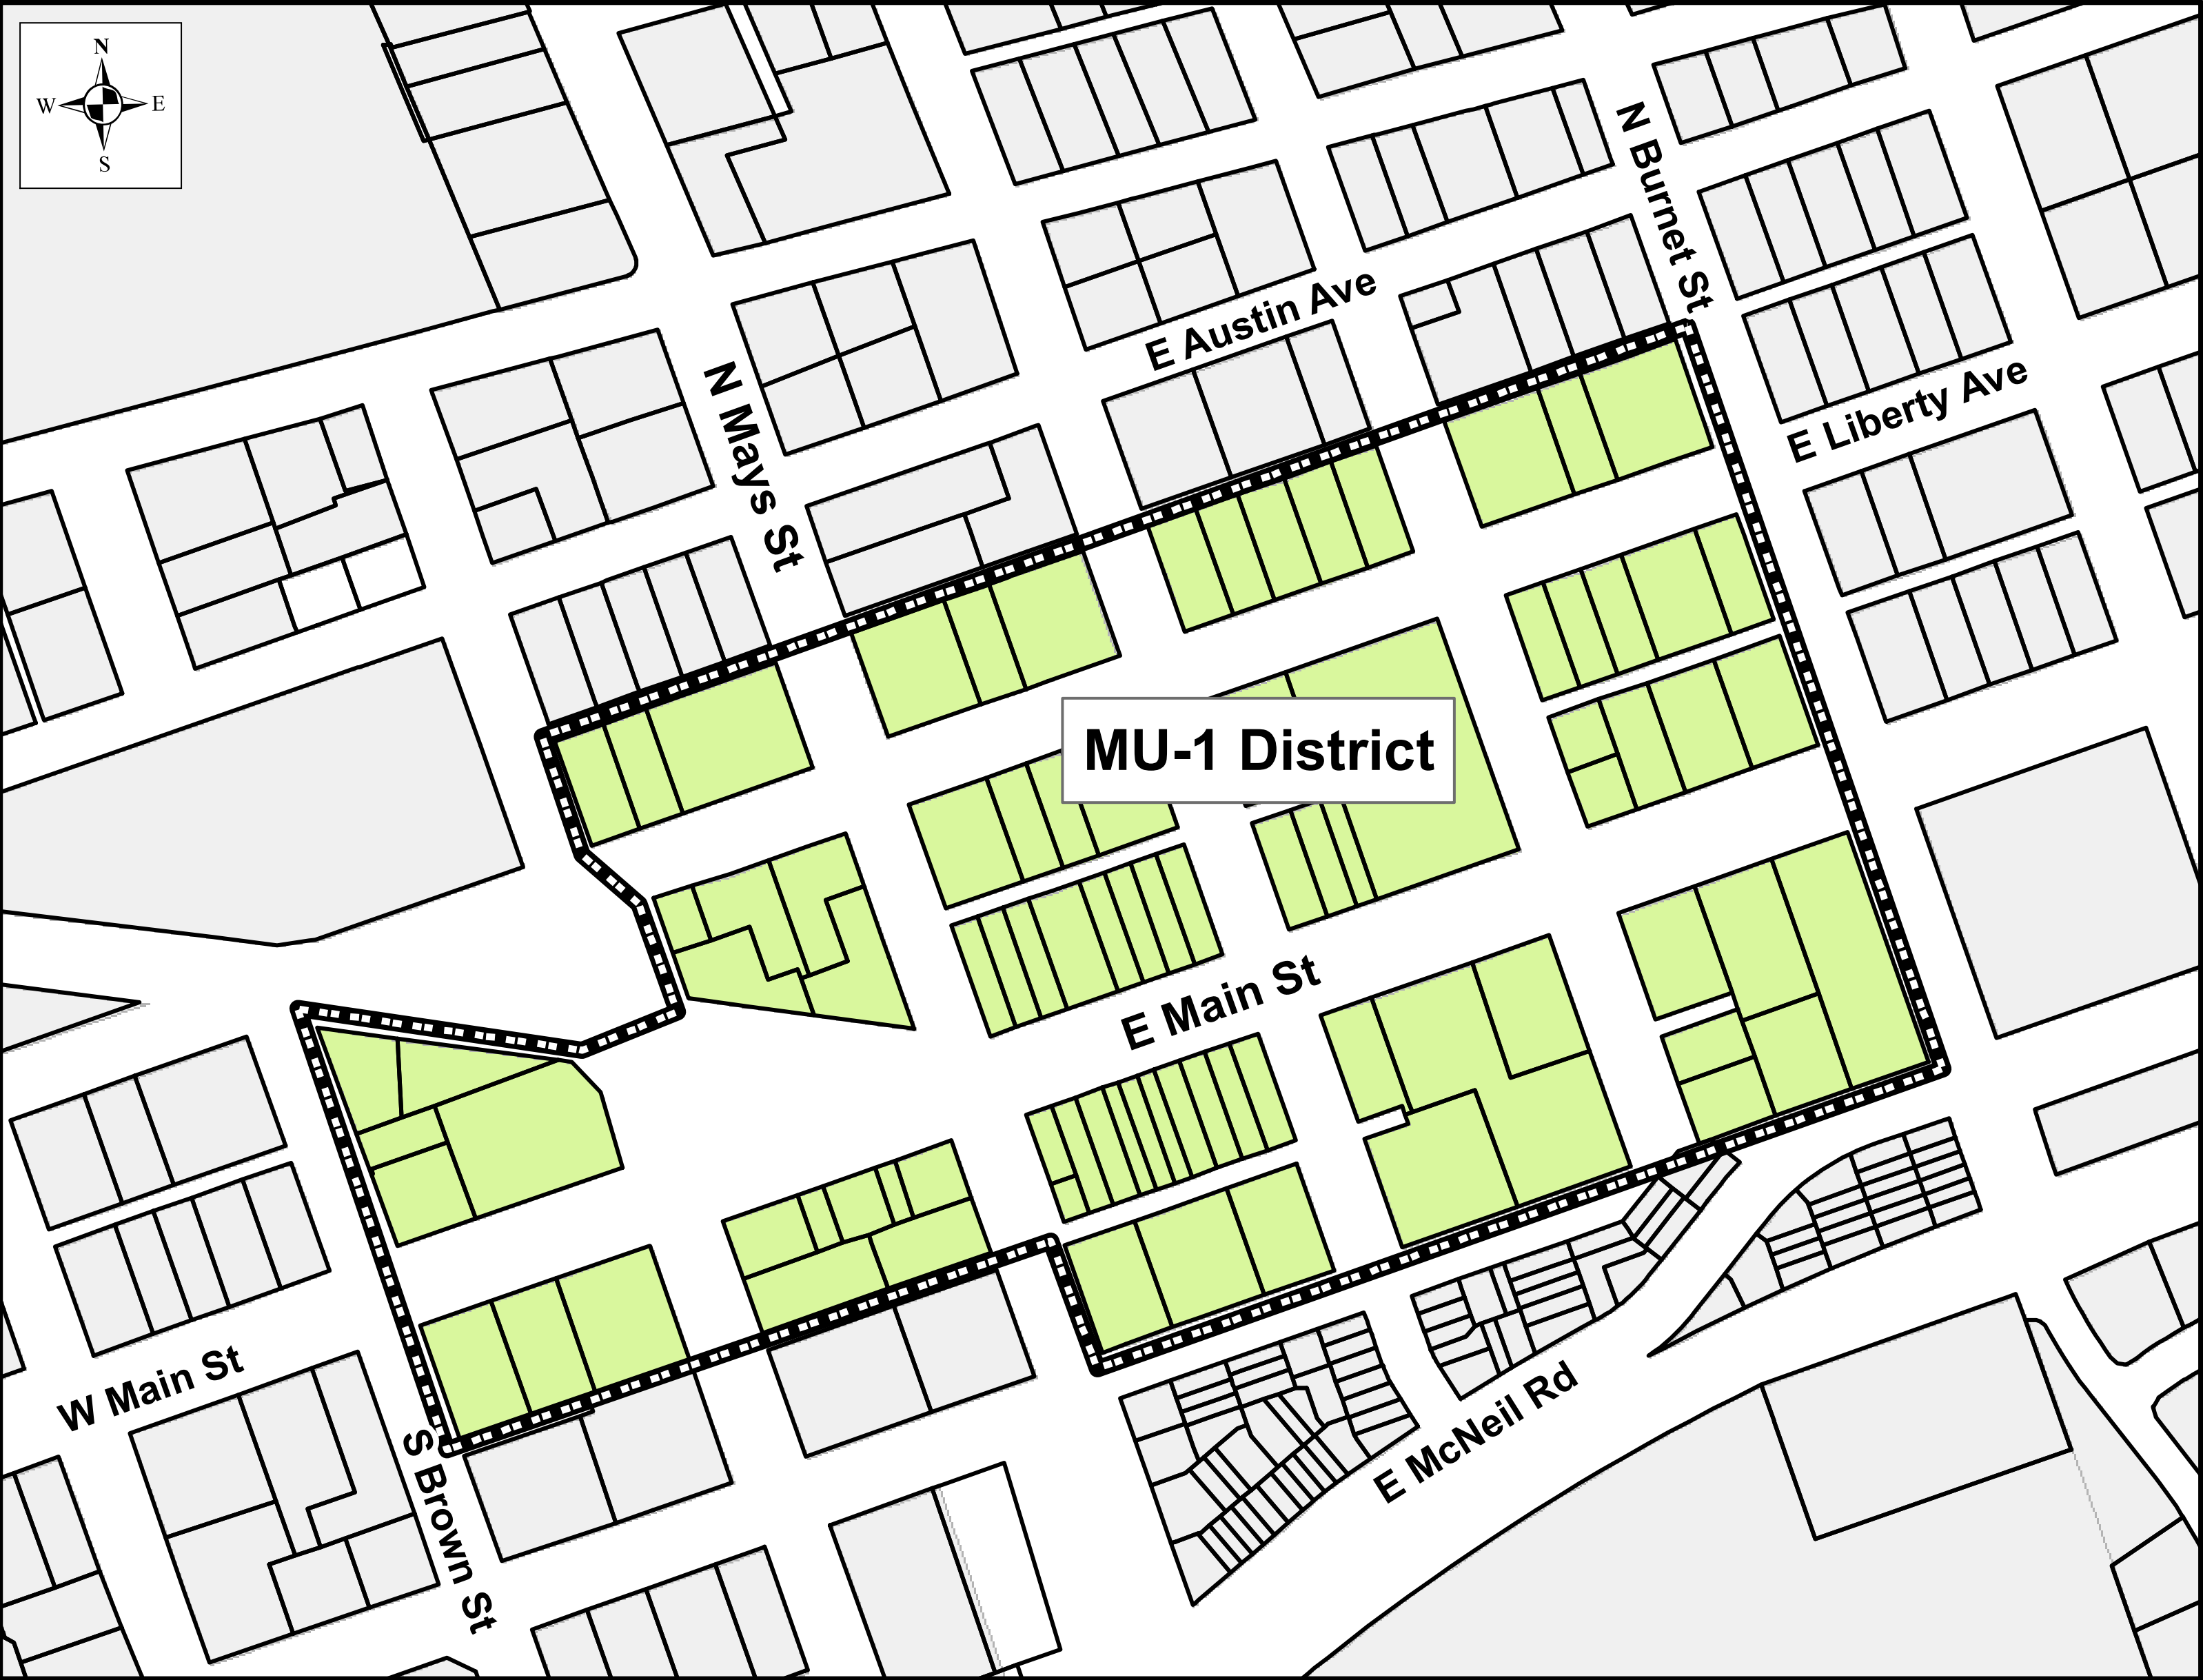 N
W E
S
N Burnet St
E Austin Ave
N Mays St
E Liberty Ave
MU-1 District
E Main St
W Main St
S Brown St
E McNeil Rd